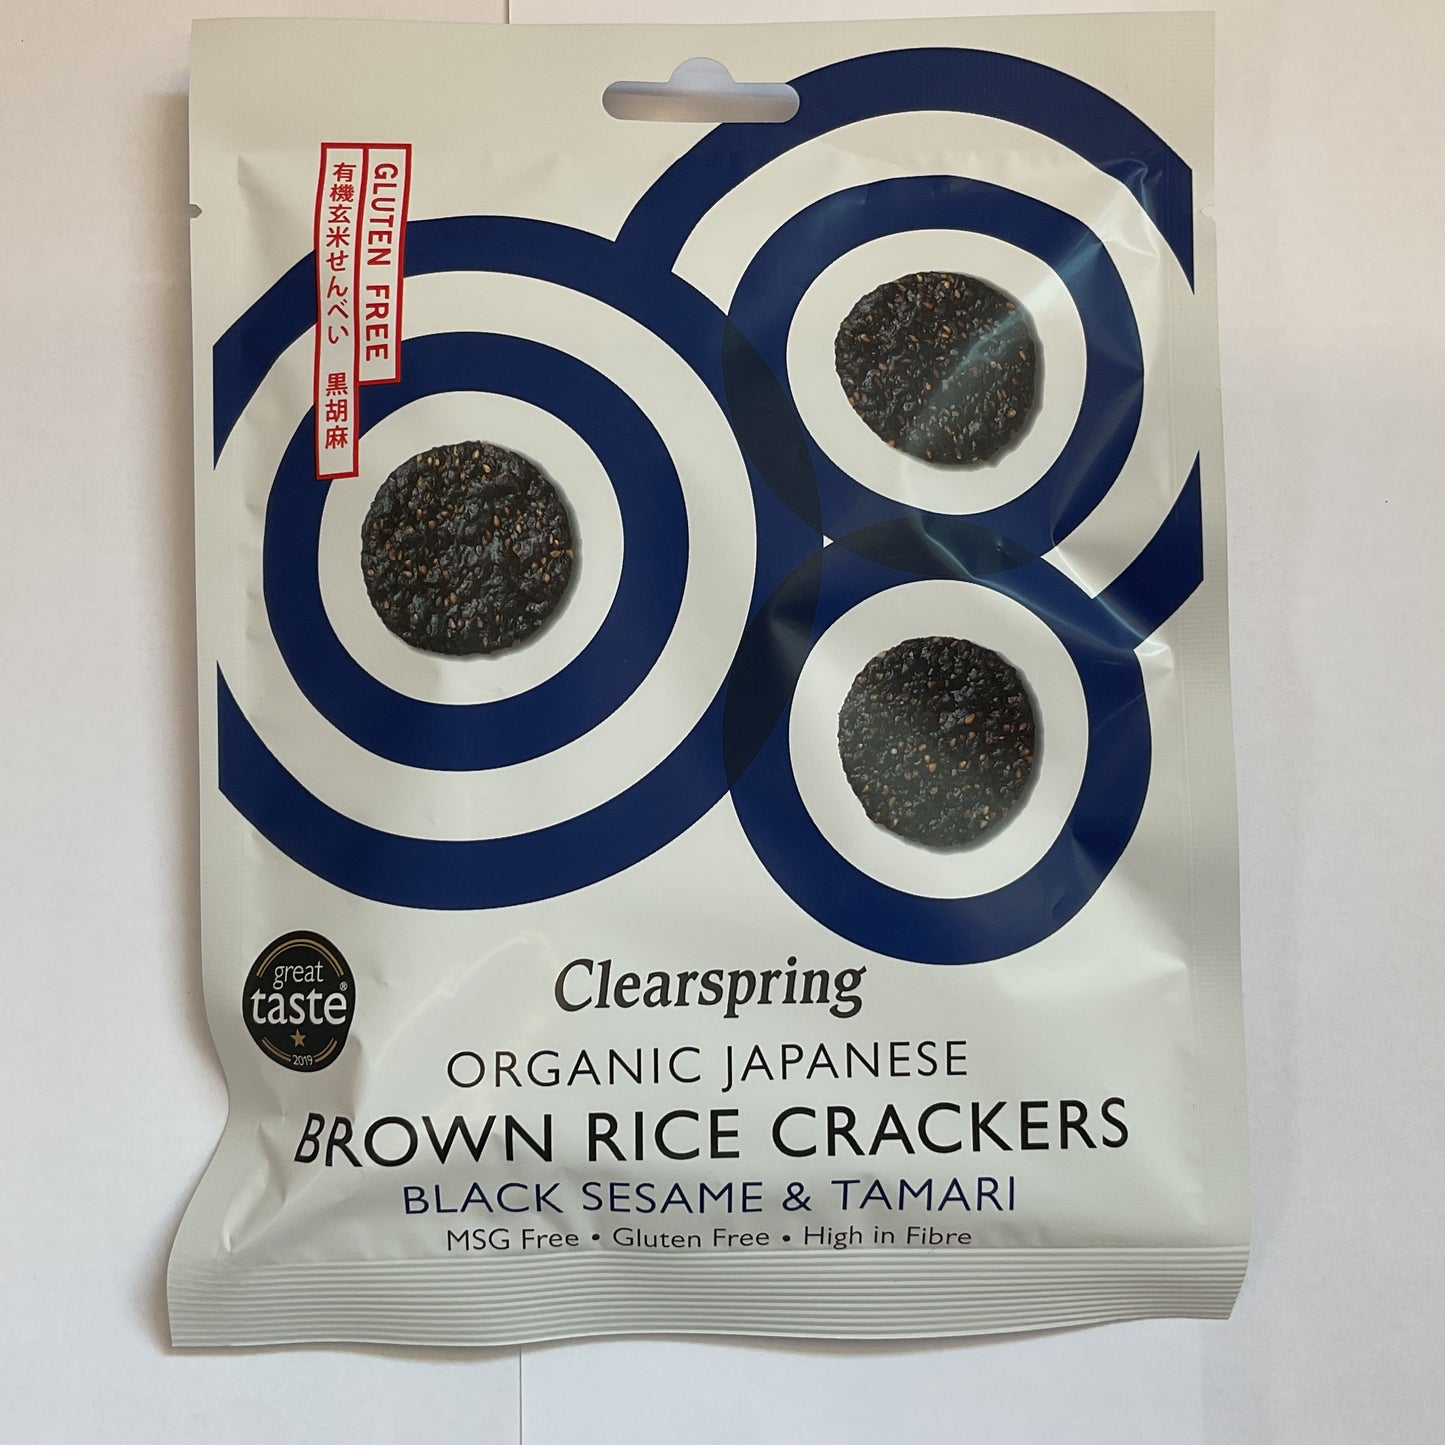 GLUTEN FREE
有機玄米せんべい 黒胡麻
great
taste®
2019
Clearspring
ORGANIC JAPANESE
BROWN RICE CRACKERS
BLACK SESAME & TAMARI
MSG Free • Gluten Free • High in Fibre